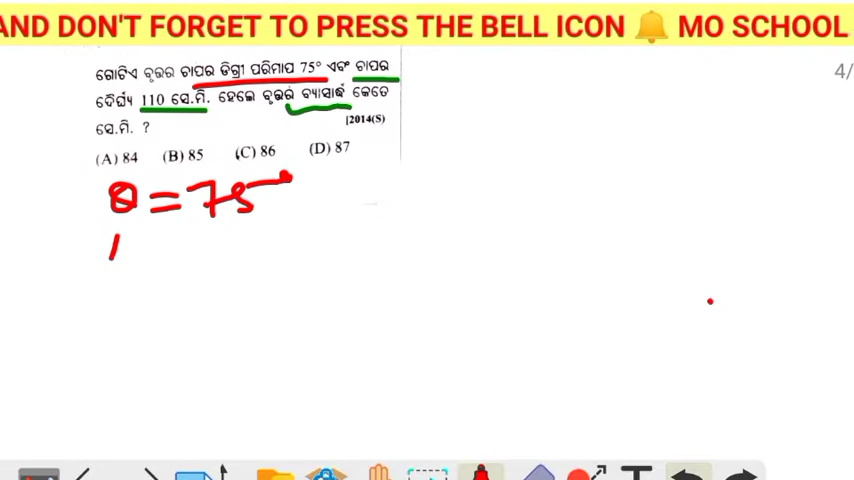 AND DON'T FORGET TO PRESS THE BELL ICON 🔔 MO SCHOOL
4/
ଗୋଟିଏ ବୃତ୍ତର ଚାପର ଡିଗ୍ରୀ ପରିମାପ 75° ଏବଂ ଚାପର
ଦୈର୍ଘ୍ୟ 110 ସେ.ମି. ହେଲେ ବୃତ୍ତର ବ୍ୟାସାର୍ଦ୍ଧ କେତେ
ସେ.ମି. ? [2014(S)
(A) 84 (B) 85 (C) 86 (D) 87
θ = 75°